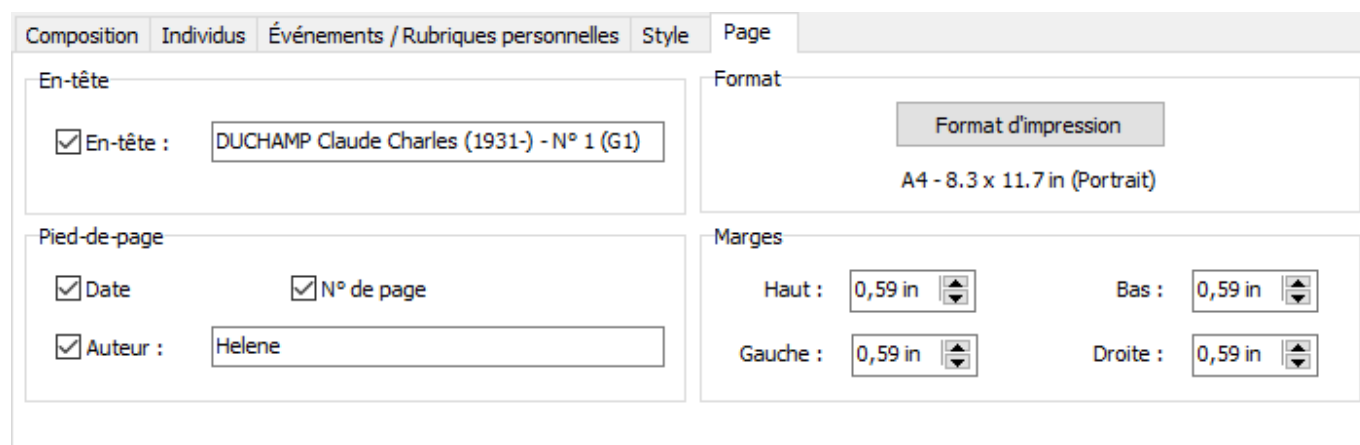 Composition Individus Événements / Rubriques personnelles Style Page
En-tête
En-tête : DUCHAMP Claude Charles (1931-) - N° 1 (G1)
Format
Format d'impression
A4 - 8.3 x 11.7 in (Portrait)
Pied-de-page
Date N° de page
Auteur : Helene
Marges
Haut : 0,59 in Bas : 0,59 in
Gauche : 0,59 in Droite : 0,59 in